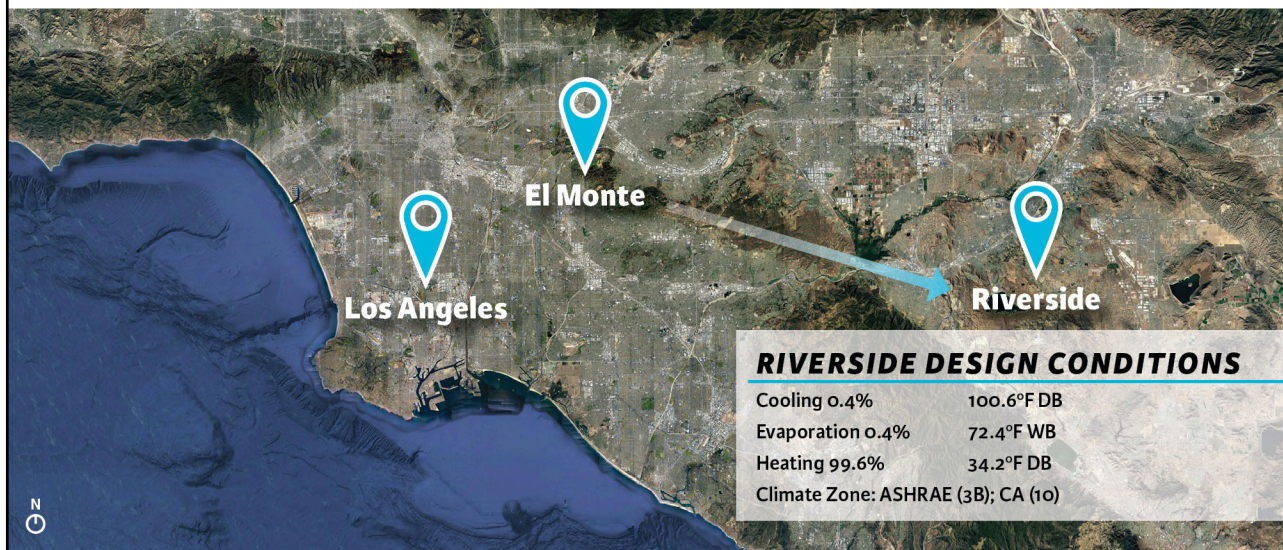 El Monte
Los Angeles
Riverside
RIVERSIDE DESIGN CONDITIONS
Cooling 0.4% 100.6°F DB
Evaporation 0.4% 72.4°F WB
Heating 99.6% 34.2°F DB
Climate Zone: ASHRAE (3B); CA (10)
N